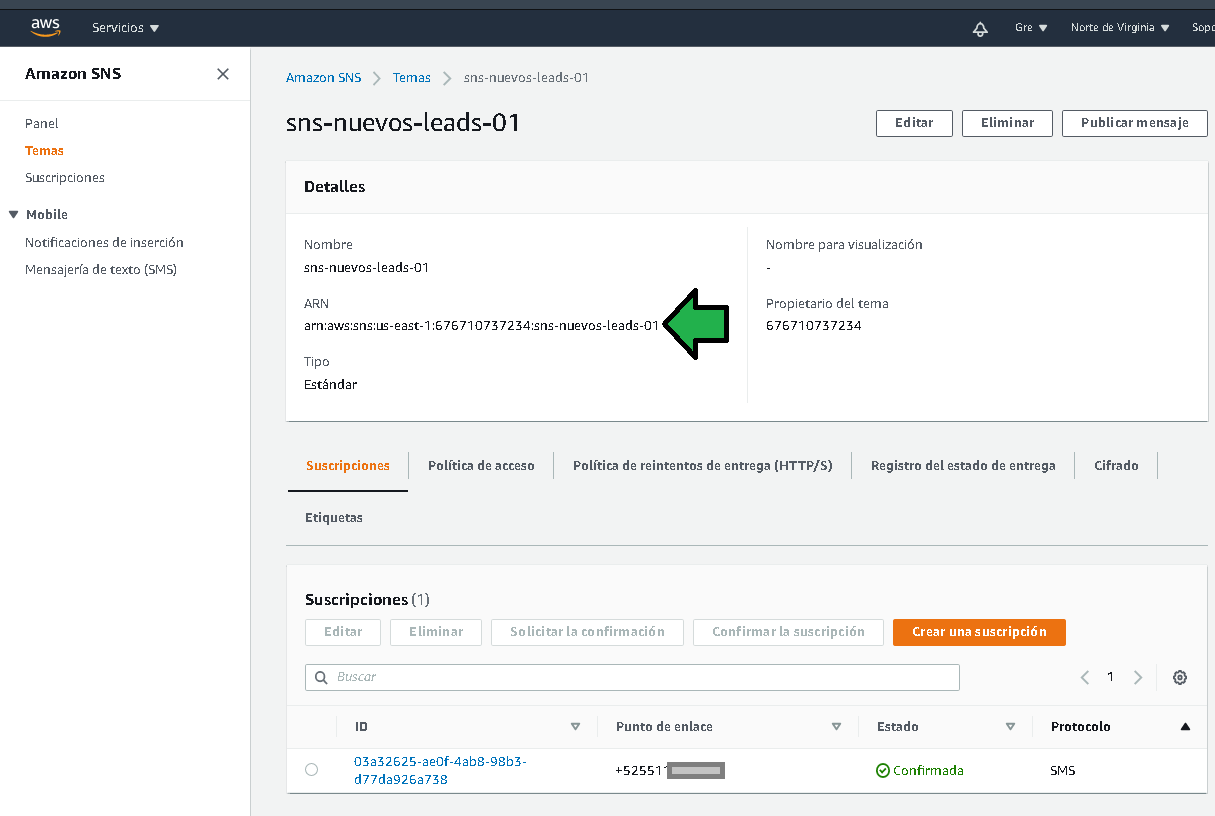 aws
Servicios
Gre
Norte de Virginia
Sopo
Amazon SNS
Panel
Temas
Suscripciones
Mobile
Notificaciones de inserción
Mensajería de texto (SMS)
Amazon SNS
Temas
sns-nuevos-leads-01
sns-nuevos-leads-01
Editar
Eliminar
Publicar mensaje
Detalles
Nombre
sns-nuevos-leads-01
ARN
arn:aws:sns:us-east-1:676710737234:sns-nuevos-leads-01
Tipo
Estándar
Nombre para visualización
-
Propietario del tema
676710737234
Suscripciones
Política de acceso
Política de reintentos de entrega (HTTP/S)
Registro del estado de entrega
Cifrado
Etiquetas
Suscripciones (1)
Editar
Eliminar
Solicitar la confirmación
Confirmar la suscripción
Crear una suscripción
Buscar
1
ID
Punto de enlace
Estado
Protocolo
03a32625-ae0f-4ab8-98b3-
d77da926a738
+525511
Confirmada
SMS